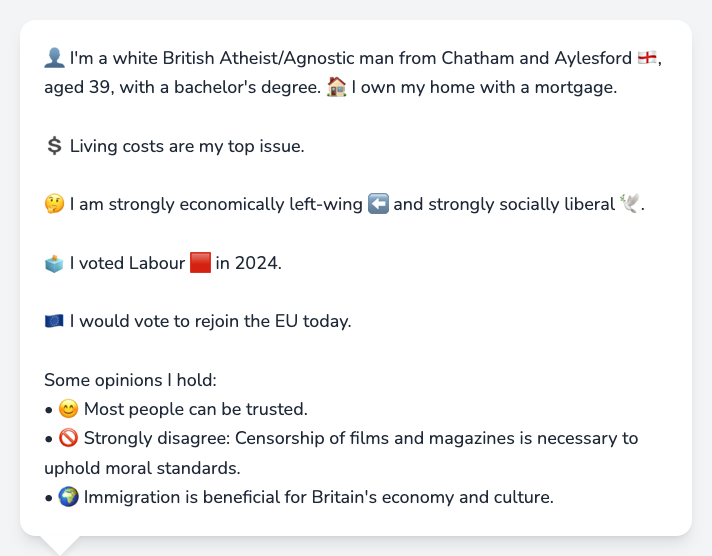 👤 I'm a white British Atheist/Agnostic man from Chatham and Aylesford 🏴󠁧󠁢󠁥󠁮󠁧󠁿,
aged 39, with a bachelor's degree. 🏠 I own my home with a mortgage.
💲 Living costs are my top issue.
🤔 I am strongly economically left-wing ⬅️ and strongly socially liberal 🕊️.
🗳️ I voted Labour 🟥 in 2024.
🇪🇺 I would vote to rejoin the EU today.
Some opinions I hold:
• 😊 Most people can be trusted.
• 🚫 Strongly disagree: Censorship of films and magazines is necessary to
uphold moral standards.
• 🌍 Immigration is beneficial for Britain's economy and culture.